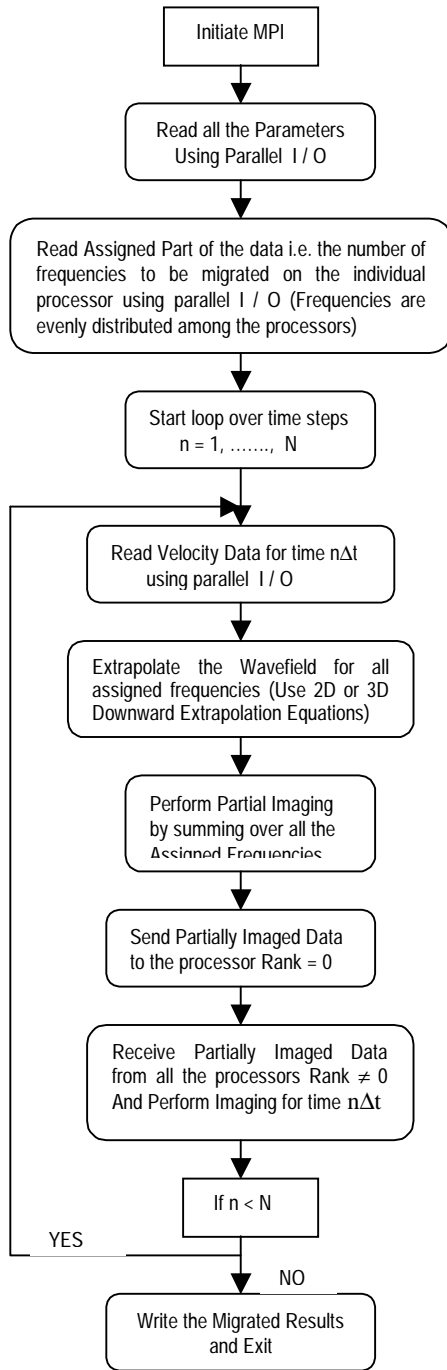 Initiate MPI
Read all the Parameters
Using Parallel I / O
Read Assigned Part of the data i.e. the number of
frequencies to be migrated on the individual
processor using parallel I / O (Frequencies are
evenly distributed among the processors)
Start loop over time steps
n = 1, ......., N
Read Velocity Data for time nΔt
using parallel I / O
Extrapolate the Wavefield for all
assigned frequencies (Use 2D or 3D
Downward Extrapolation Equations)
Perform Partial Imaging
by summing over all the
Assigned Frequencies
Send Partially Imaged Data
to the processor Rank = 0
Receive Partially Imaged Data
from all the processors Rank ≠ 0
And Perform Imaging for time nΔt
If n < N
YES
NO
Write the Migrated Results
and Exit